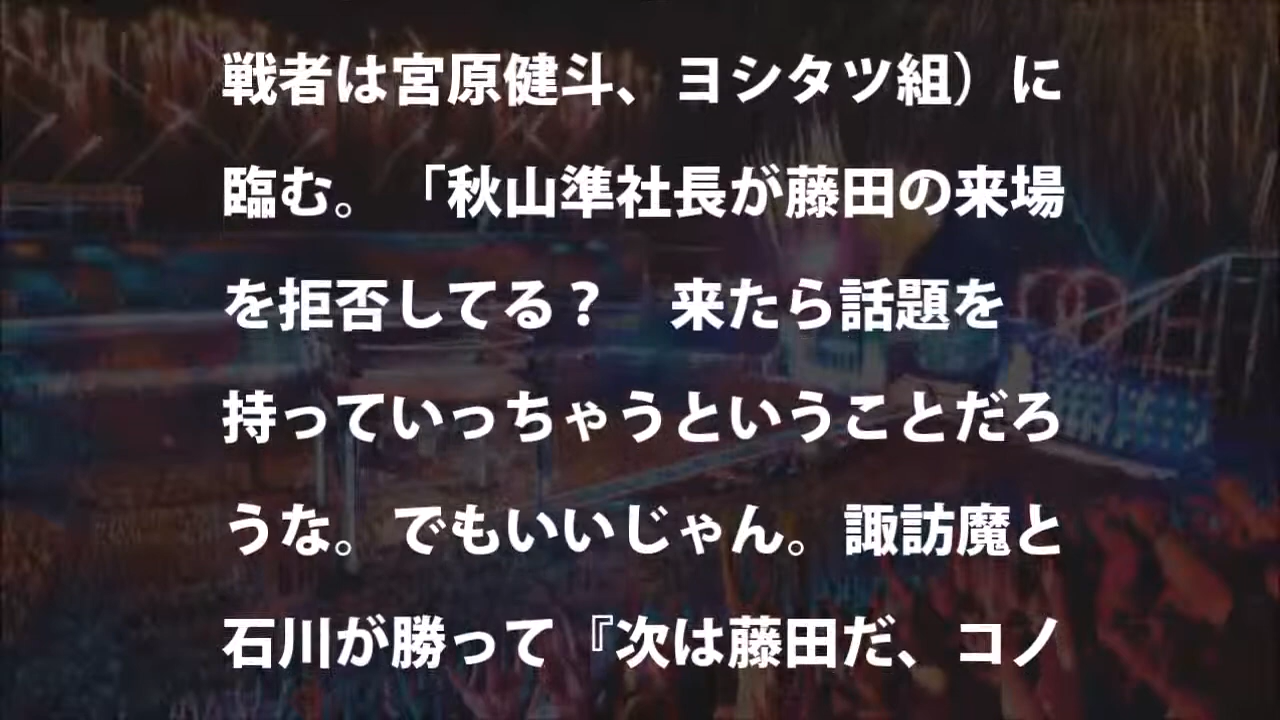 戦者は宮原健斗、ヨシタツ組）に
臨む。「秋山準社長が藤田の来場
を拒否してる？　来たら話題を
持っていっちゃうということだろ
うな。でもいいじゃん。諏訪魔と
石川が勝って『次は藤田だ、コノ